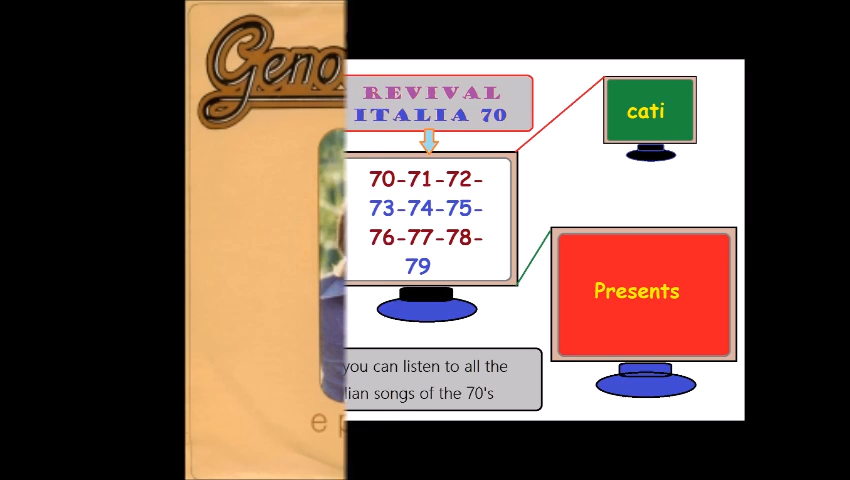 Geno
REVIVAL
ITALIA 70
cati
70-71-72-
73-74-75-
76-77-78-
79
Presents
you can listen to all the
lian songs of the 70's
e p